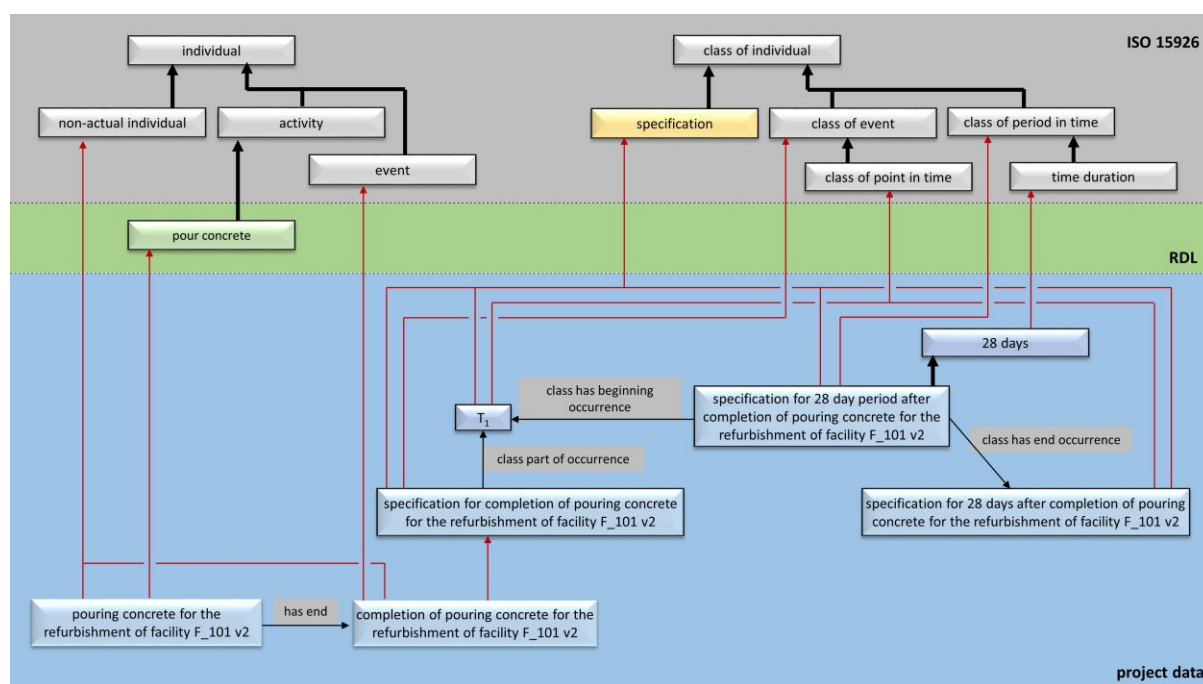 ISO 15926
individual
class of individual
non-actual individual
activity
specification
class of event
class of period in time
event
class of point in time
time duration
pour concrete
RDL
28 days
class has beginning
occurrence
specification for 28 day period after
completion of pouring concrete for the
refurbishment of facility F_101 v2
T1
class has end occurrence
class part of occurrence
specification for completion of pouring concrete
for the refurbishment of facility F_101 v2
specification for 28 days after completion of pouring
concrete for the refurbishment of facility F_101 v2
pouring concrete for the
refurbishment of facility F_101 v2
has end
completion of pouring concrete for the
refurbishment of facility F_101 v2
project data